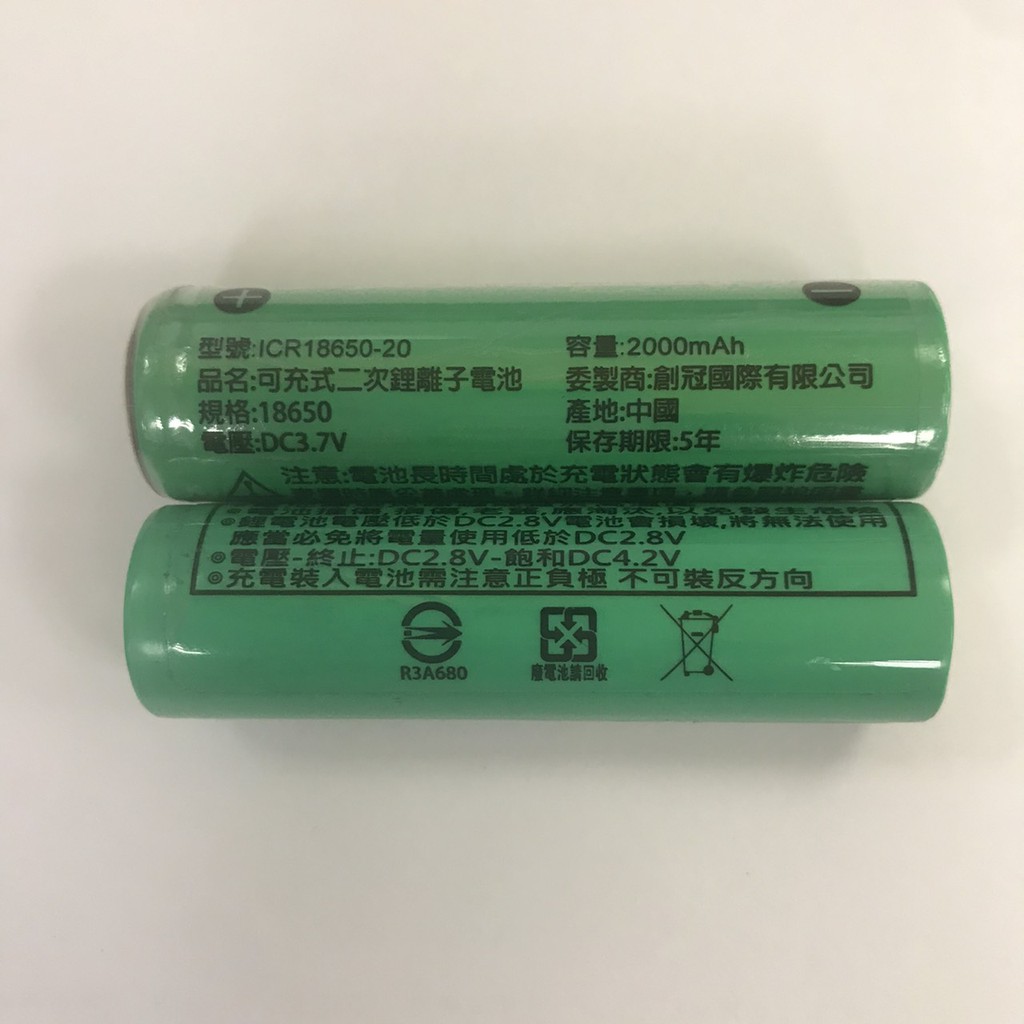 型號:ICR18650-20
品名:可充式二次鋰離子電池
規格:18650
電壓:DC3.7V
容量:2000mAh
委製商:創冠國際有限公司
產地:中國
保存期限:5年
注意:電池長時間處於充電狀態會有爆炸危險
◎鋰電池電壓低於DC2.8V電池會損壞,將無法使用
應當必免將電量使用低於DC2.8V
◎電壓-終止:DC2.8V-飽和DC4.2V
◎充電裝入電池需注意正負極 不可裝反方向
R3A680
廢電池請回收